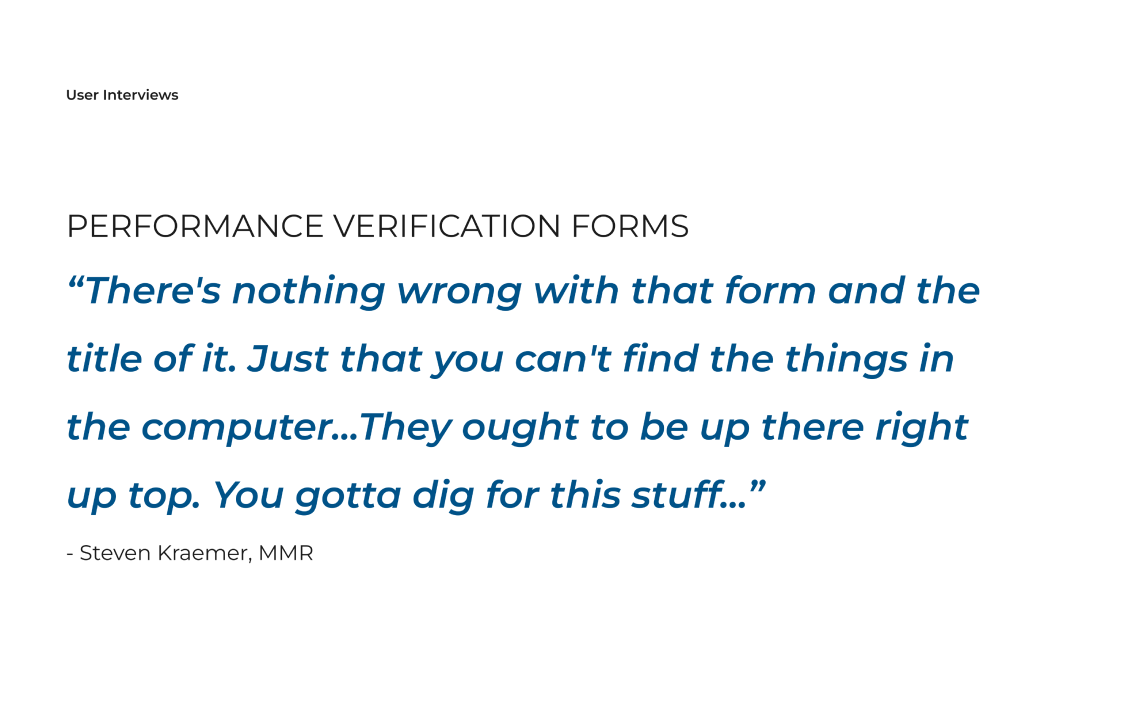 User Interviews
PERFORMANCE VERIFICATION FORMS
“There's nothing wrong with that form and the
title of it. Just that you can't find the things in
the computer...They ought to be up there right
up top. You gotta dig for this stuff...”
- Steven Kraemer, MMR